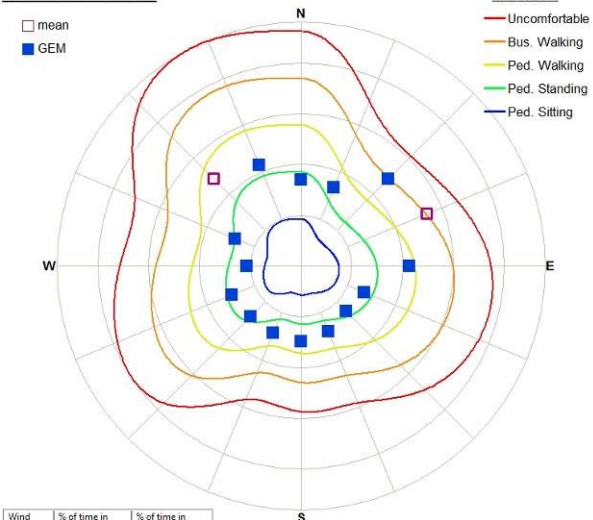 N
mean
GEM
Uncomfortable
Bus. Walking
Ped. Walking
Ped. Standing
Ped. Sitting
W
E
S
Wind
% of time in
% of time in